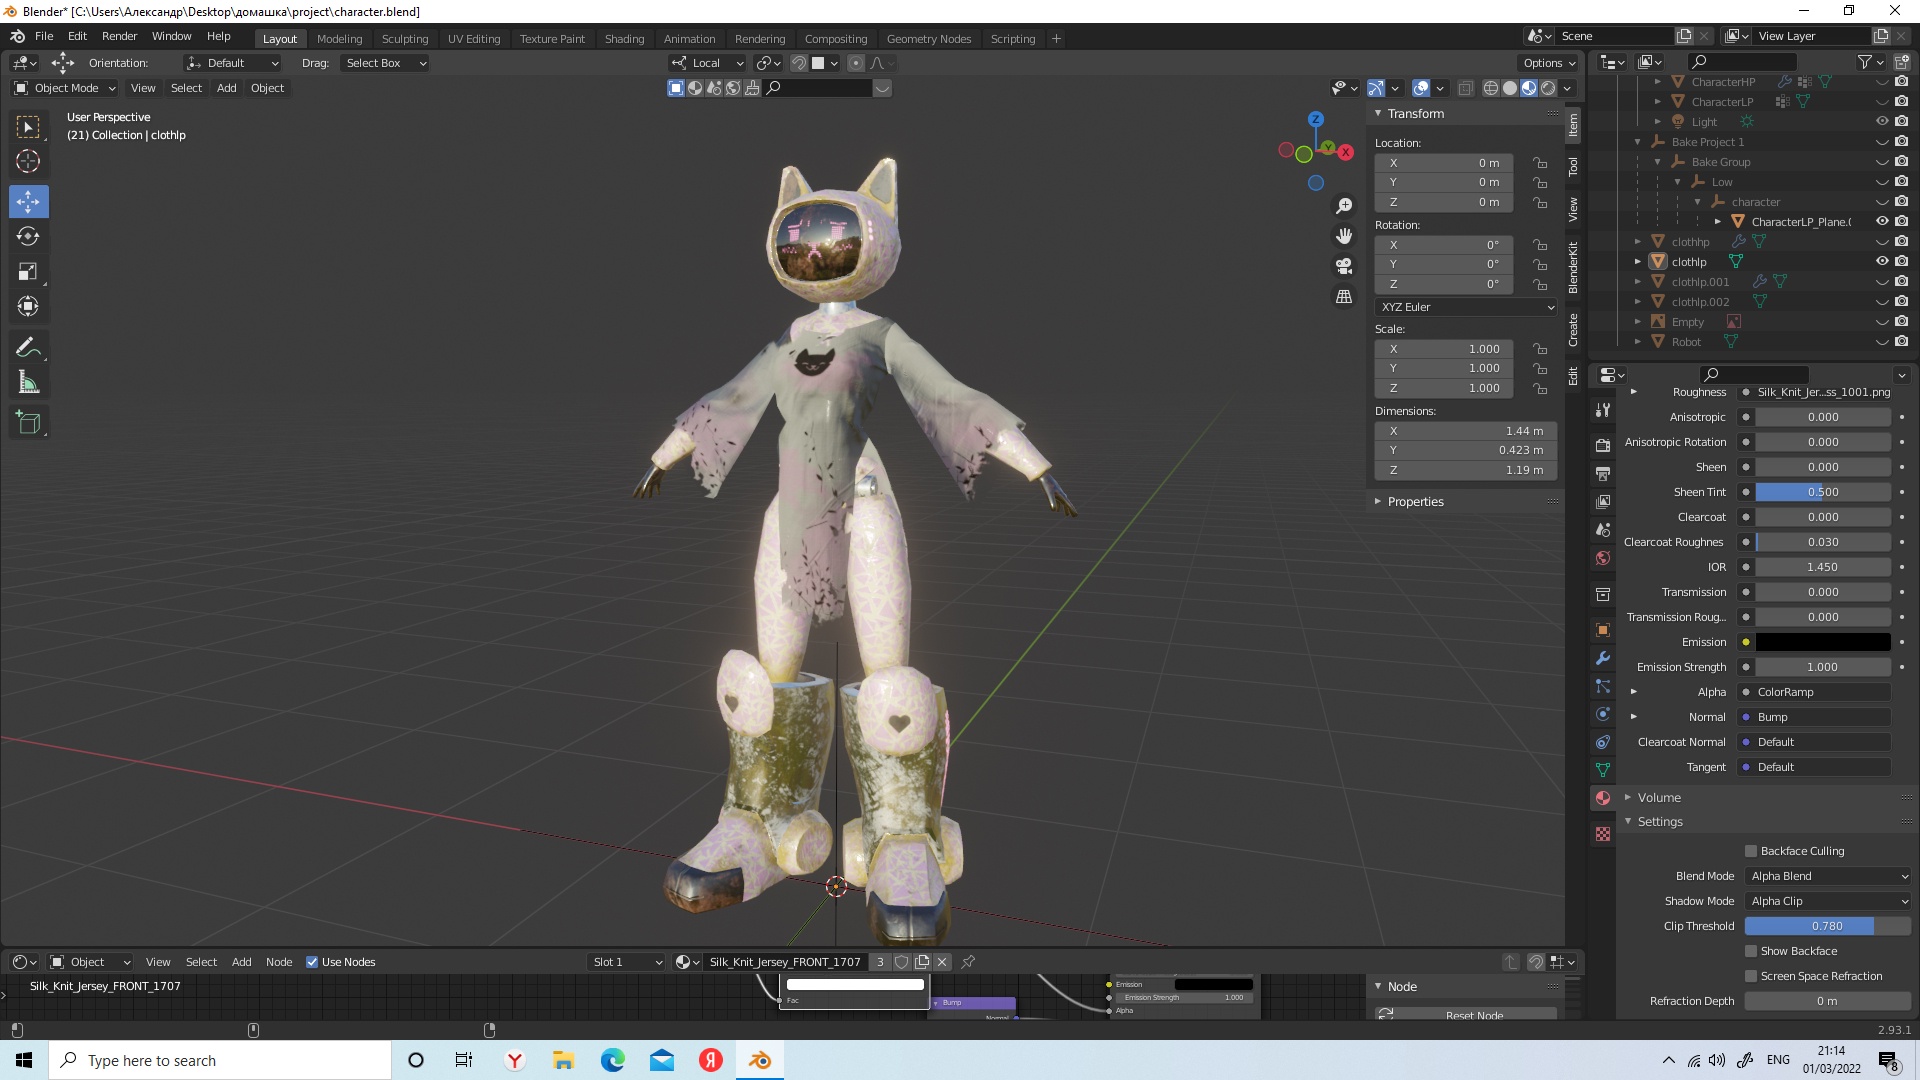 Blender* [C:\Users\Александр\Desktop\домашка\project\character.blend]
File Edit Render Window Help Layout Modeling Sculpting UV Editing Texture Paint Shading Animation Rendering Compositing Geometry Nodes Scripting + Scene View Layer
Orientation: Default Drag: Select Box Local Options
Object Mode View Select Add Object
User Perspective
(21) Collection | clothlp
Z
Y
X
Transform
Location:
X 0 m
Y 0 m
Z 0 m
Rotation:
X 0°
Y 0°
Z 0°
XYZ Euler
Scale:
X 1.000
Y 1.000
Z 1.000
Dimensions:
X 1.44 m
Y 0.423 m
Z 1.19 m
Properties
Item
Tool
View
BlenderKit
Create
Edit
CharacterHP
CharacterLP
Light
Bake Project 1
Bake Group
Low
character
CharacterLP_Plane.(
clothhp
clothlp
clothlp.001
clothlp.002
Empty
Robot
Roughness Silk_Knit_Jer...ss_1001.png
Anisotropic 0.000
Anisotropic Rotation 0.000
Sheen 0.000
Sheen Tint 0.500
Clearcoat 0.000
Clearcoat Roughnes 0.030
IOR 1.450
Transmission 0.000
Transmission Roug... 0.000
Emission
Emission Strength 1.000
Alpha ColorRamp
Normal Bump
Clearcoat Normal Default
Tangent Default
Volume
Settings
Backface Culling
Blend Mode Alpha Blend
Shadow Mode Alpha Clip
Clip Threshold 0.780
Show Backface
Screen Space Refraction
Refraction Depth 0 m
Object View Select Add Node Use Nodes Slot 1 Silk_Knit_Jersey_FRONT_1707 3
Silk_Knit_Jersey_FRONT_1707
Fac
Bump
Normal
Emission
Emission Strength 1.000
Alpha
Node
Reset Node
2.93.1
Type here to search
Y
Я
ENG
21:14
01/03/2022
8